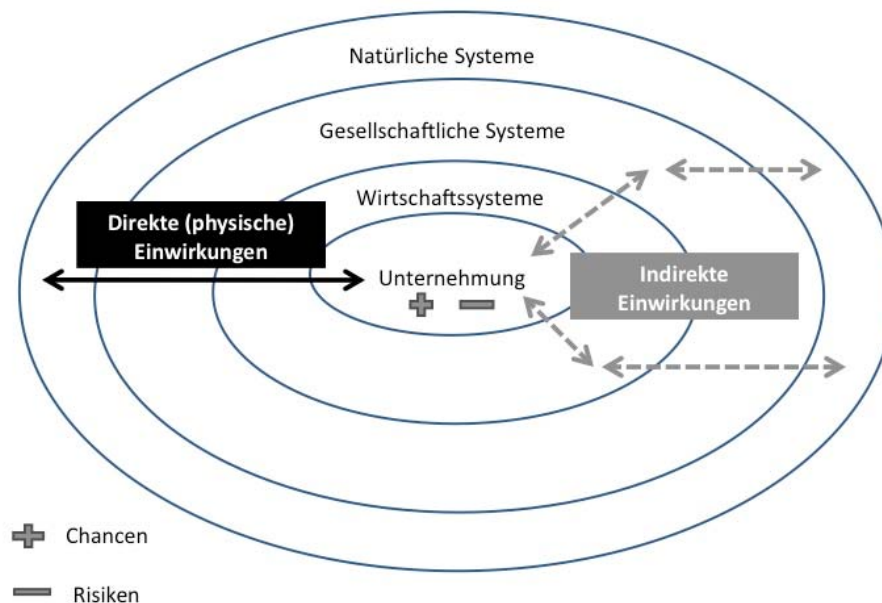 Natürliche Systeme
Gesellschaftliche Systeme
Wirtschaftssysteme
Direkte (physische)
Einwirkungen
Unternehmung
Indirekte
Einwirkungen
Chancen
Risiken